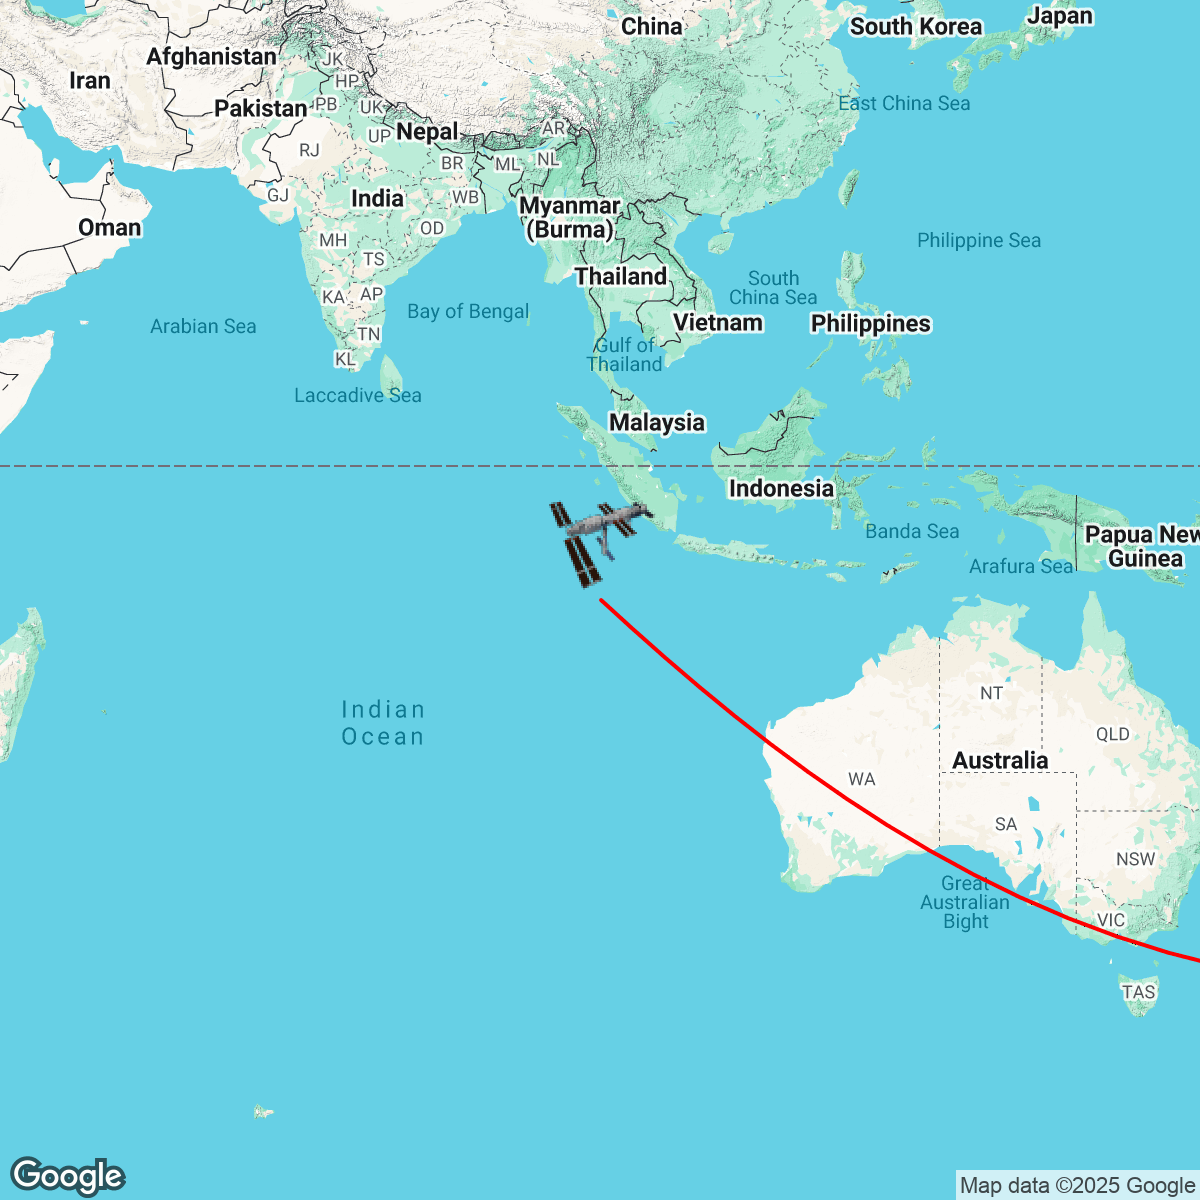 China
South Korea
Japan
Afghanistan
JK
Iran
HP
East China Sea
PB
UK
Pakistan
UP
Nepal
AR
RJ
BR
ML
NL
GJ
India
WB
Myanmar
(Burma)
Oman
OD
MH
Philippine Sea
TS
Thailand
South
China Sea
KA
AP
Bay of Bengal
Arabian Sea
TN
Vietnam
Philippines
Gulf of
Thailand
KL
Laccadive Sea
Malaysia
Indonesia
Banda Sea
Papua New
Guinea
Arafura Sea
NT
Indian
Ocean
QLD
Australia
WA
SA
NSW
Great
Australian
Bight
VIC
TAS
Google
Map data ©2025 Google